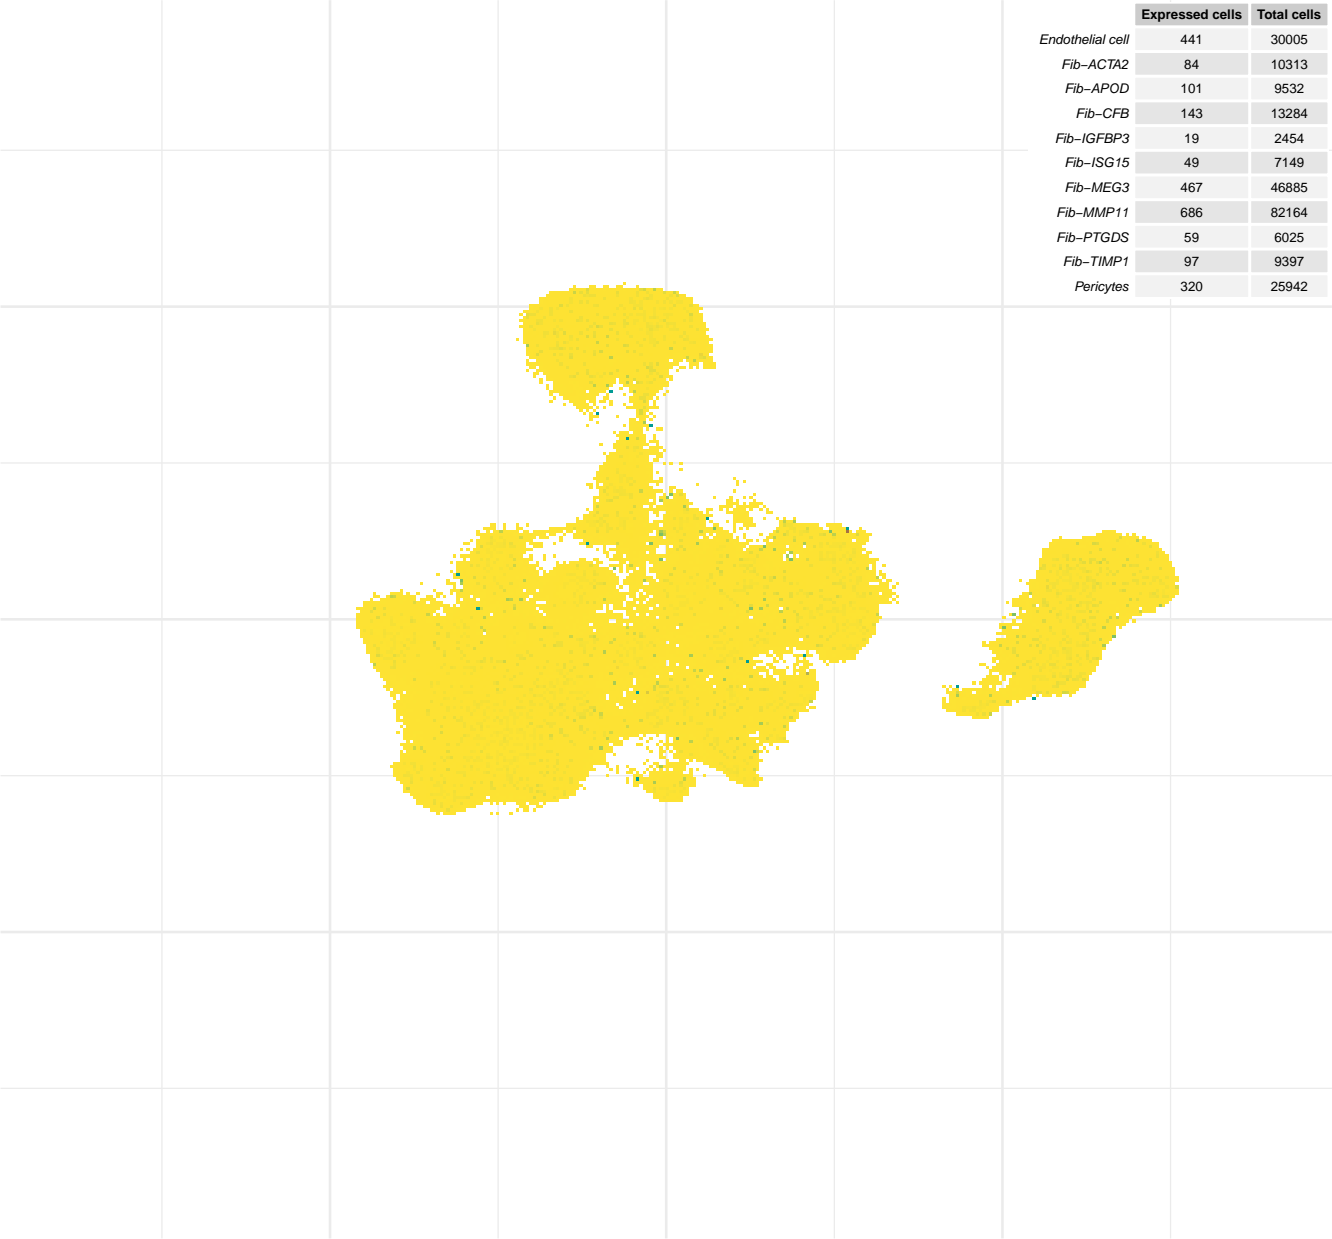 Expressed cells Total cells
Endothelial cell 441 30005
Fib−ACTA2 84 10313
Fib−APOD 101 9532
Fib−CFB 143 13284
Fib−IGFBP3 19 2454
Fib−ISG15 49 7149
Fib−MEG3 467 46885
Fib−MMP11 686 82164
Fib−PTGDS 59 6025
Fib−TIMP1 97 9397
Pericytes 320 25942